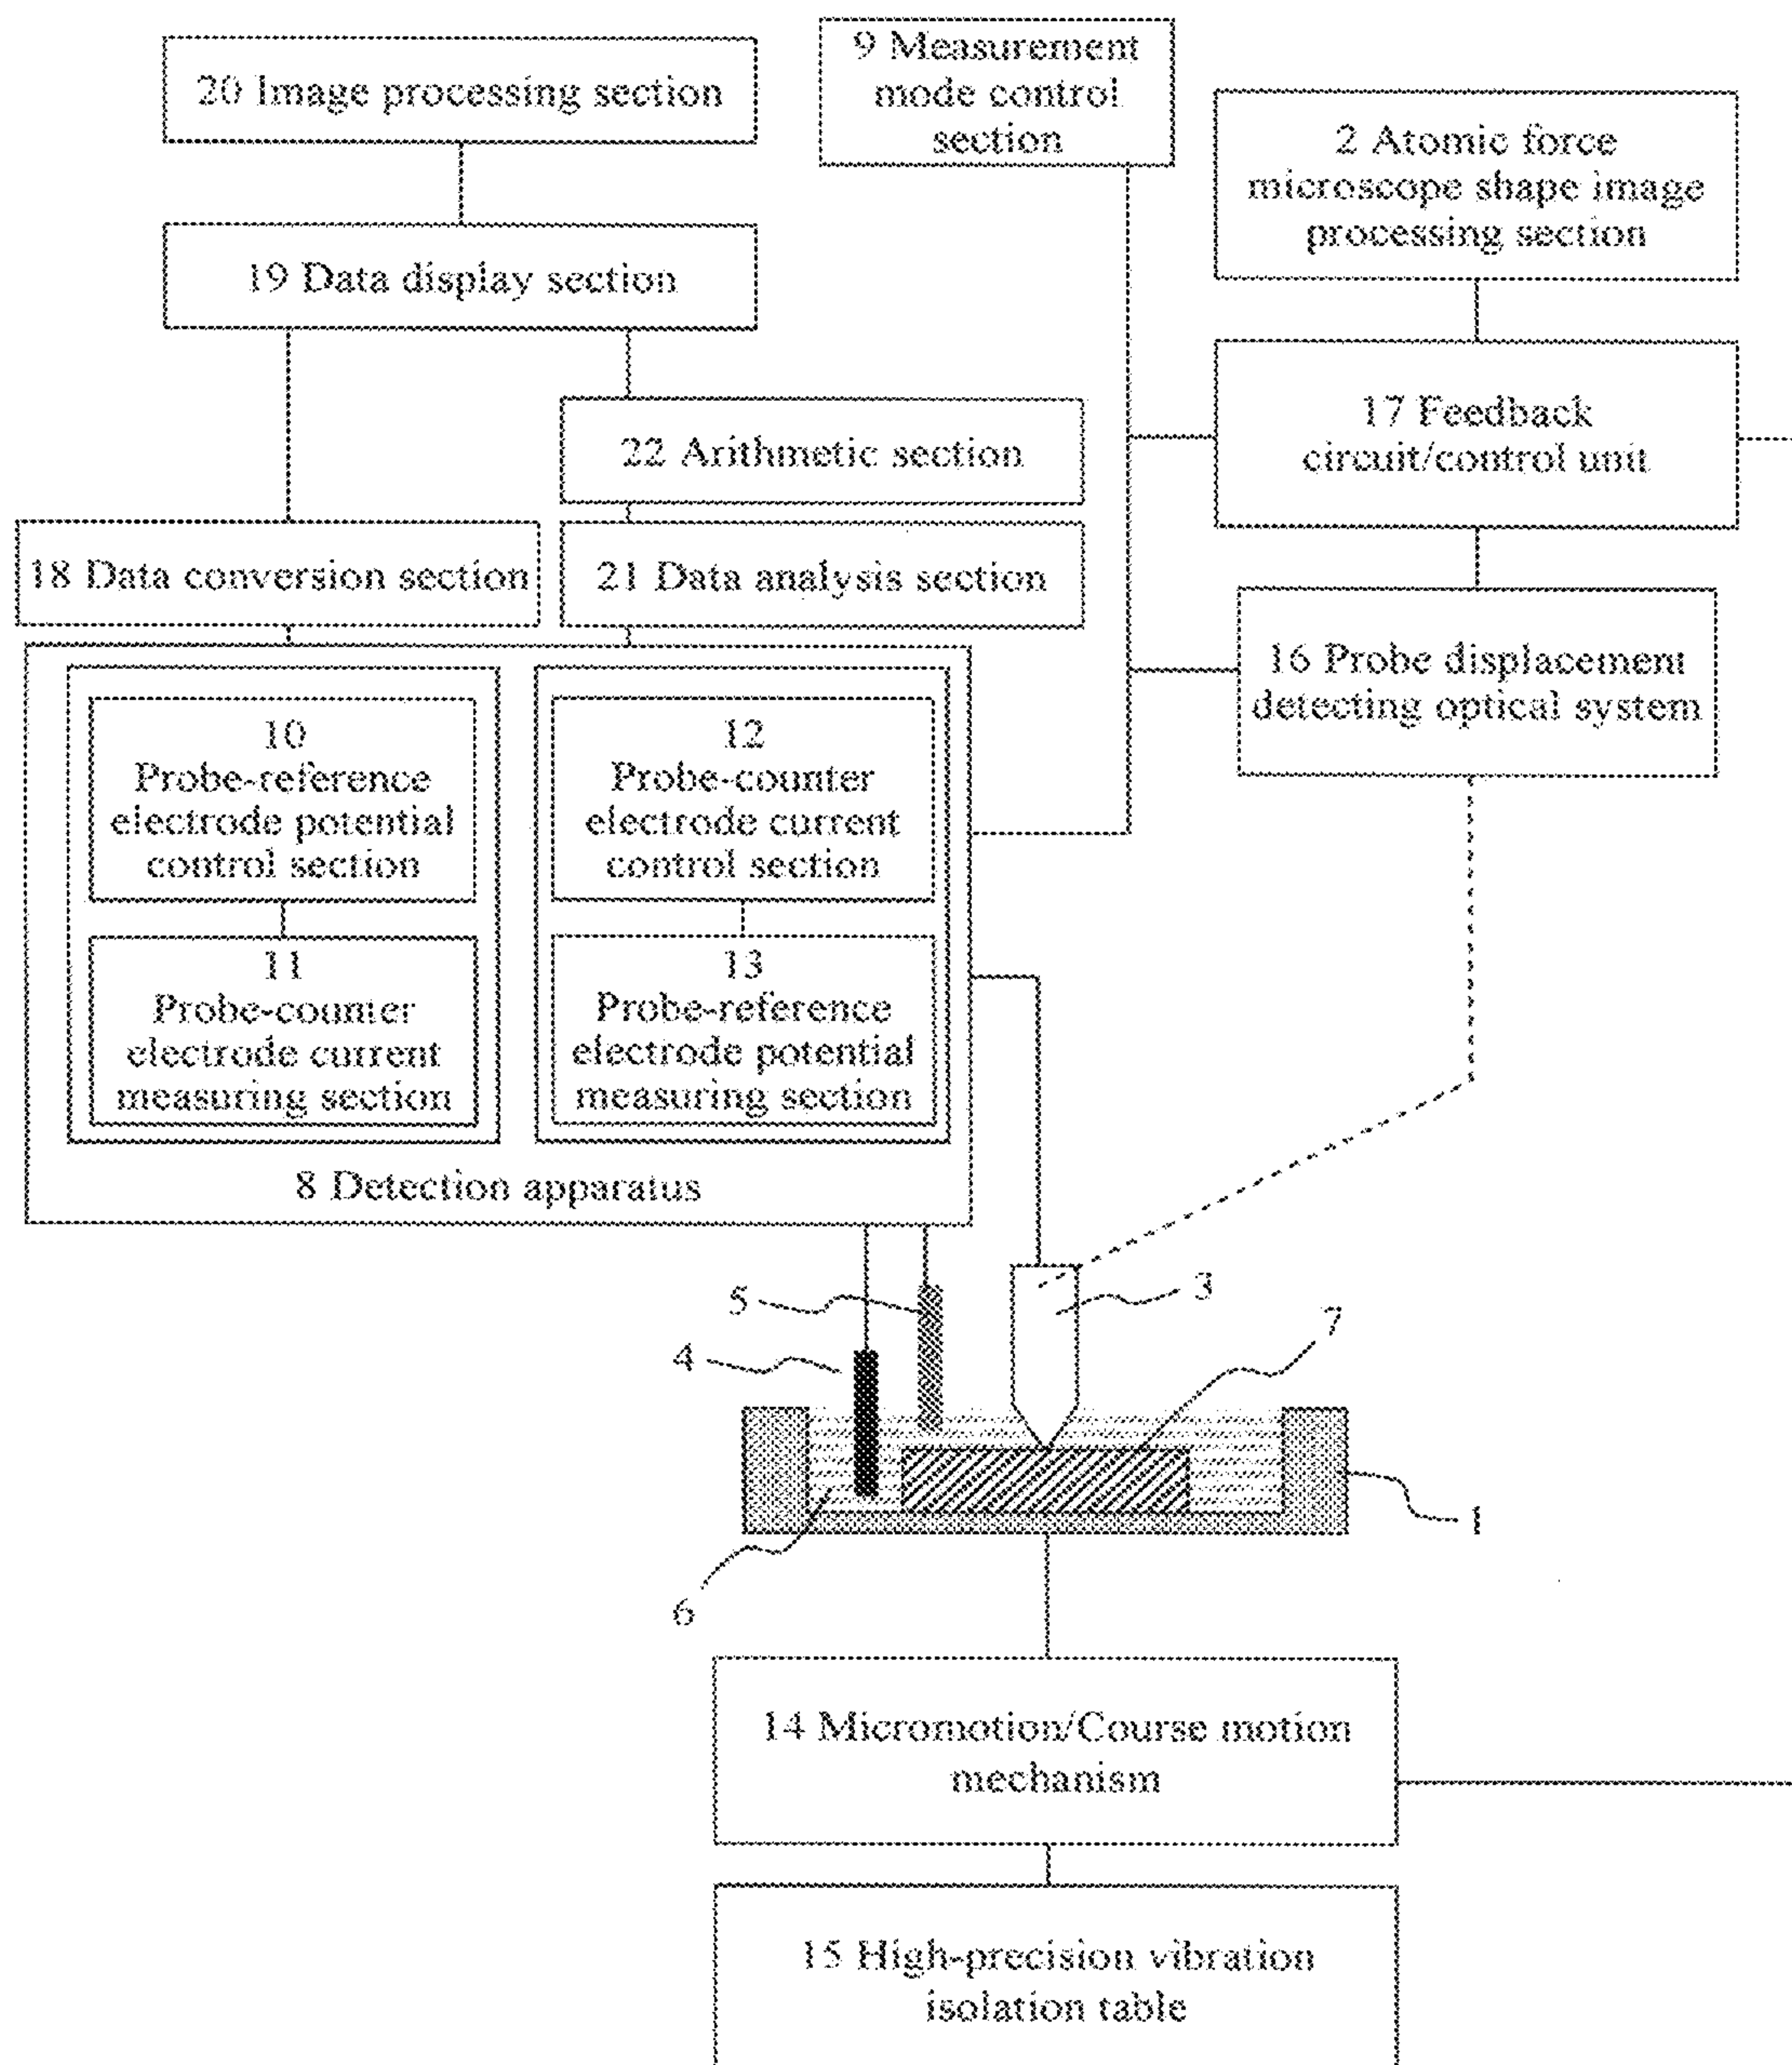 20 Image processing section
9 Measurement
mode control
section
2 Atomic force
microscope shape image
processing section
19 Data display section
22 Arithmetic section
17 Feedback
circuit/control unit
18 Data conversion section
21 Data analysis section
16 Probe displacement
detecting optical system
10
Probe-reference
electrode potential
control section
12
Probe-counter
electrode current
control section
11
Probe-counter
electrode current
measuring section
13
Probe-reference
electrode potential
measuring section
8 Detection apparatus
5
3
7
4
1
6
14 Micromotion/Course motion
mechanism
15 High-precision vibration
isolation table